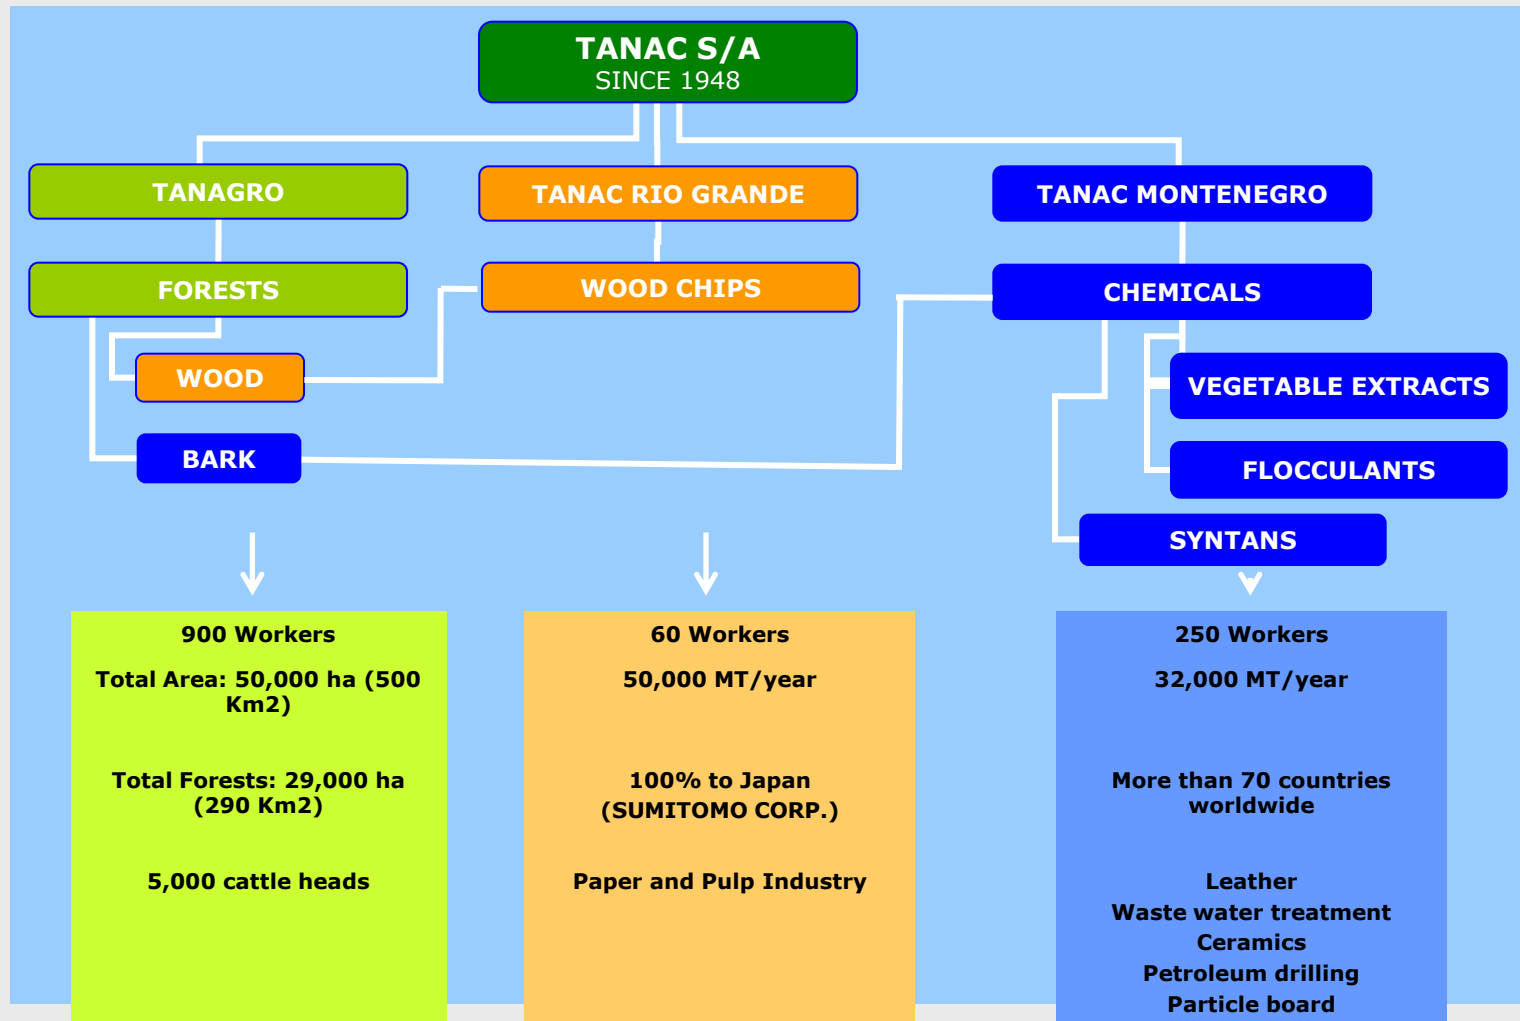 TANAC S/A
SINCE 1948
TANAGRO
TANAC RIO GRANDE
TANAC MONTENEGRO
FORESTS
WOOD CHIPS
CHEMICALS
WOOD
VEGETABLE EXTRACTS
BARK
FLOCCULANTS
SYNTANS
900 Workers
Total Area: 50,000 ha (500
Km2)
Total Forests: 29,000 ha
(290 Km2)
5,000 cattle heads
60 Workers
50,000 MT/year
100% to Japan
(SUMITOMO CORP.)
Paper and Pulp Industry
250 Workers
32,000 MT/year
More than 70 countries
worldwide
Leather
Waste water treatment
Ceramics
Petroleum drilling
Particle board